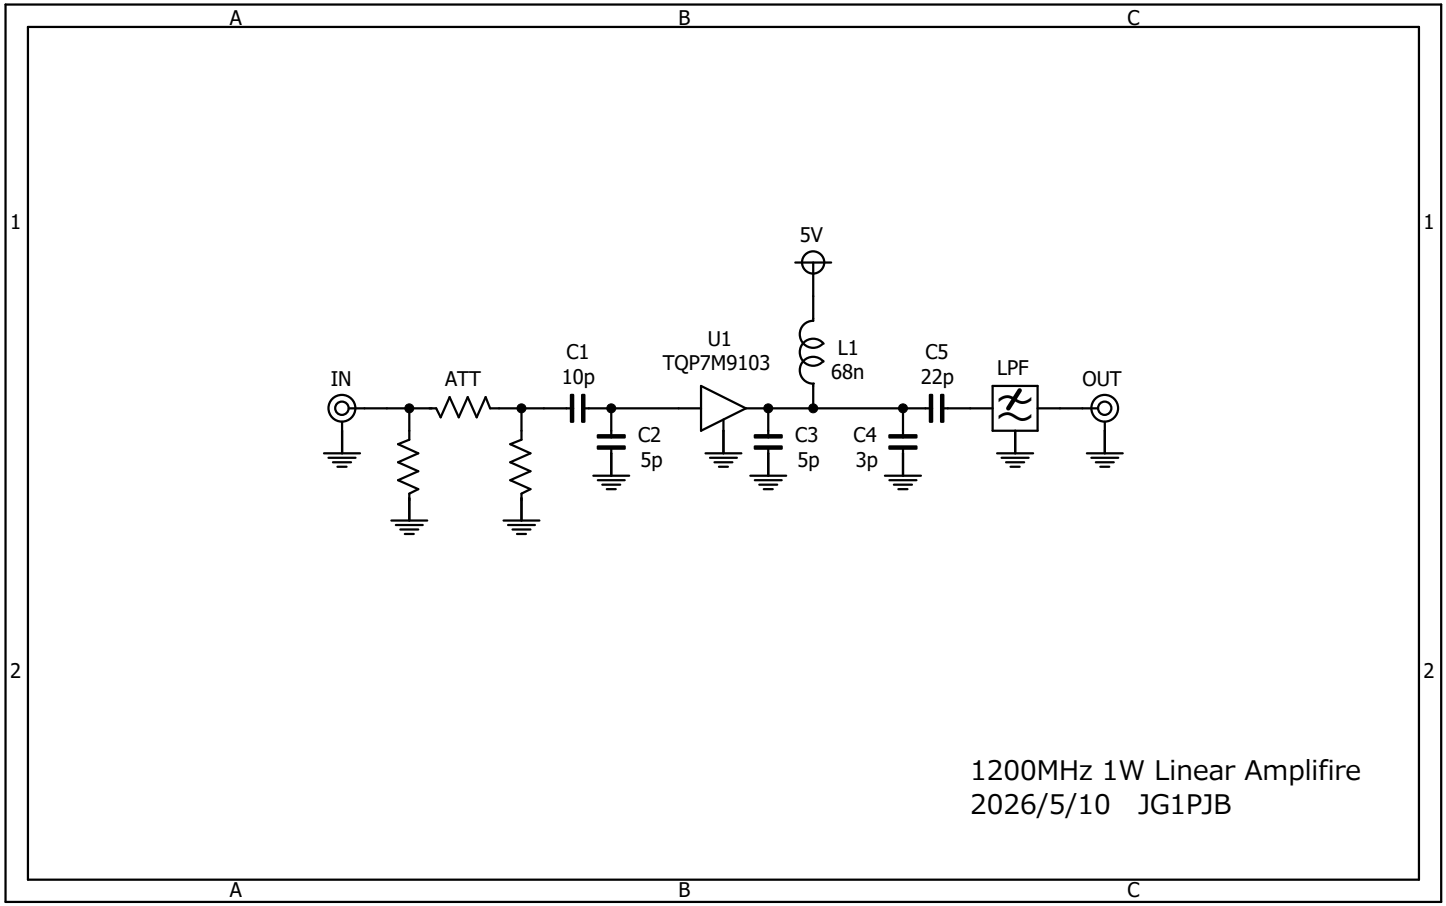 A B C
1 1
5V
U1
TQP7M9103
C1
10p
L1
68n
C5
22p
LPF
IN
ATT
OUT
C2
5p
C3
5p
C4
3p
2 2
1200MHz 1W Linear Amplifire
2026/5/10 JG1PJB
A B C